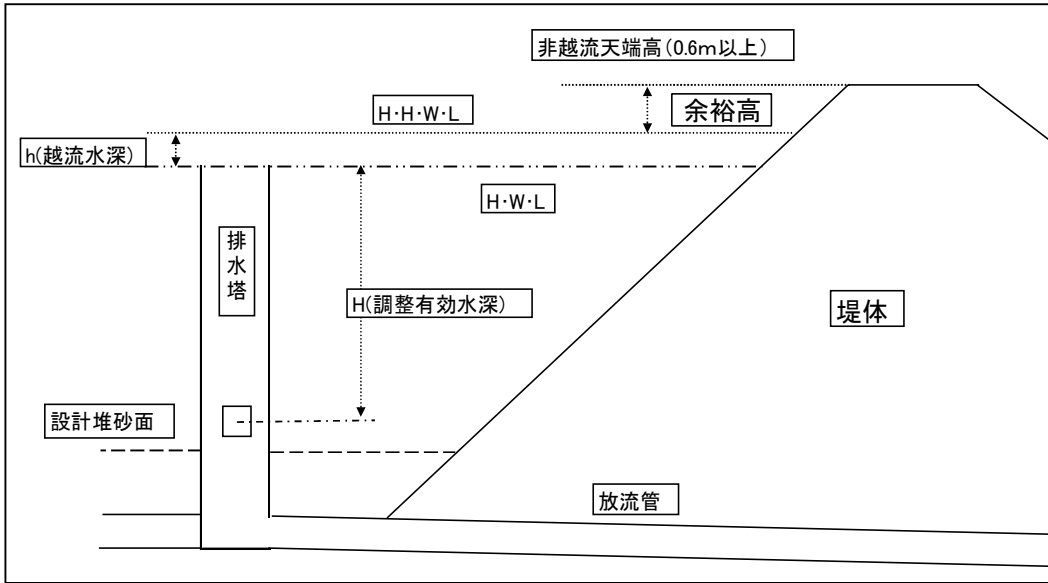 非越流天端高(0.6m以上)
余裕高
H·H·W·L
h(越流水深)
H·W·L
排水塔
H(調整有効水深)
堤体
設計堆砂面
放流管